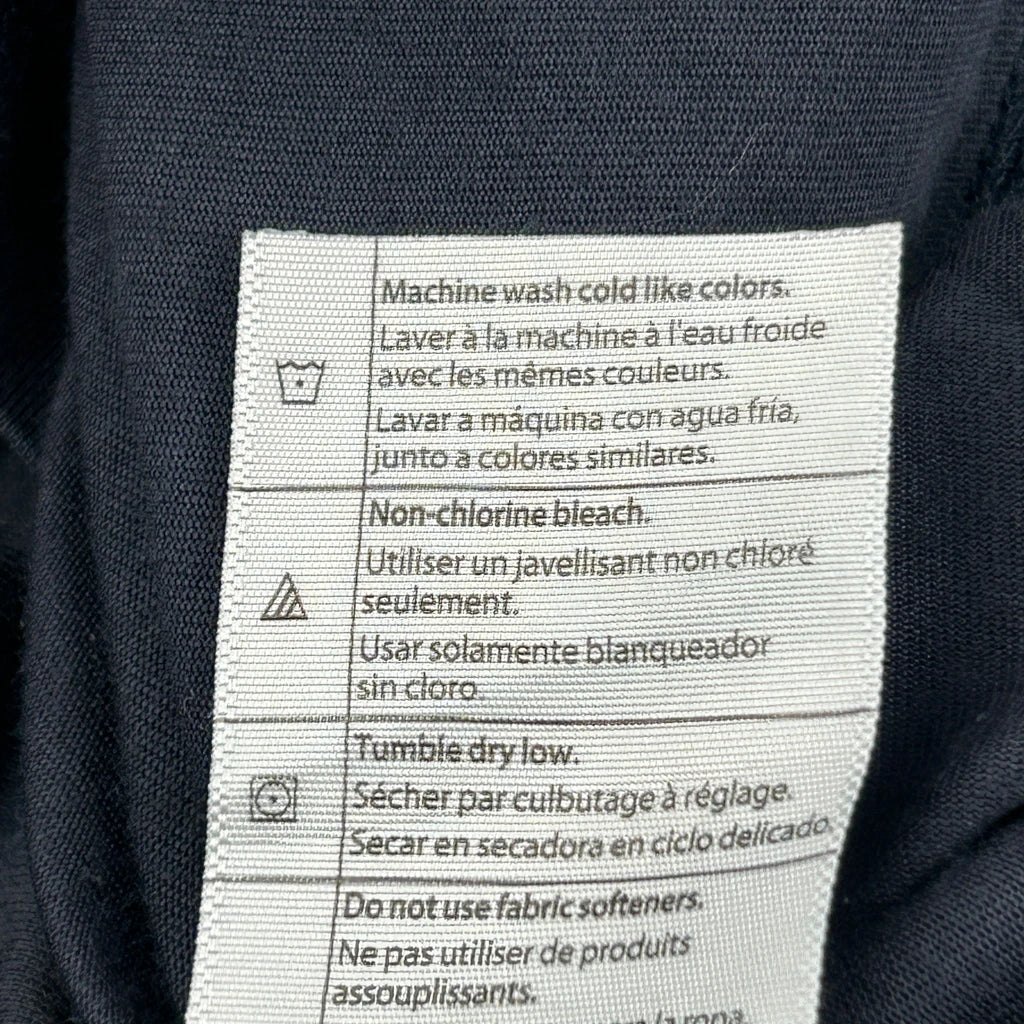 Machine wash cold like colors.
Laver à la machine à l'eau froide
avec les mêmes couleurs.
Lavar a máquina con agua fría,
junto a colores similares.
Non-chlorine bleach.
Utiliser un javellisant non chloré
seulement.
Usar solamente blanqueador
sin cloro.
Tumble dry low.
Sécher par culbutage à réglage.
Secar en secadora en ciclo delicado.
Do not use fabric softeners.
Ne pas utiliser de produits
assouplissants.
la ropa.